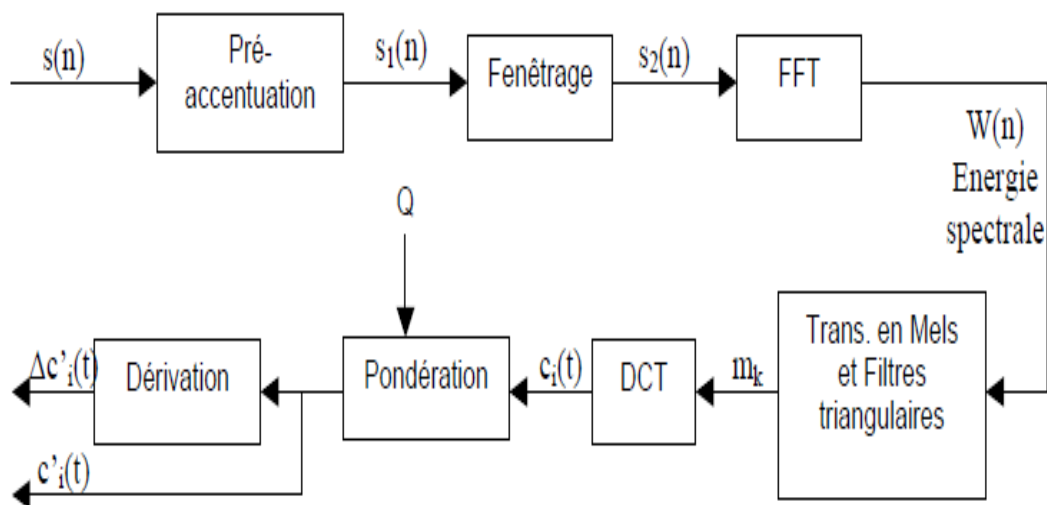 s(n)
Pré-
accentuation
s₁(n)
Fenêtrage
s₂(n)
FFT
W(n)
Energie
spectrale
Q
Trans. en Mels
et Filtres
triangulaires
mₖ
DCT
cᵢ(t)
Pondération
Dérivation
Δc'ᵢ(t)
c'ᵢ(t)